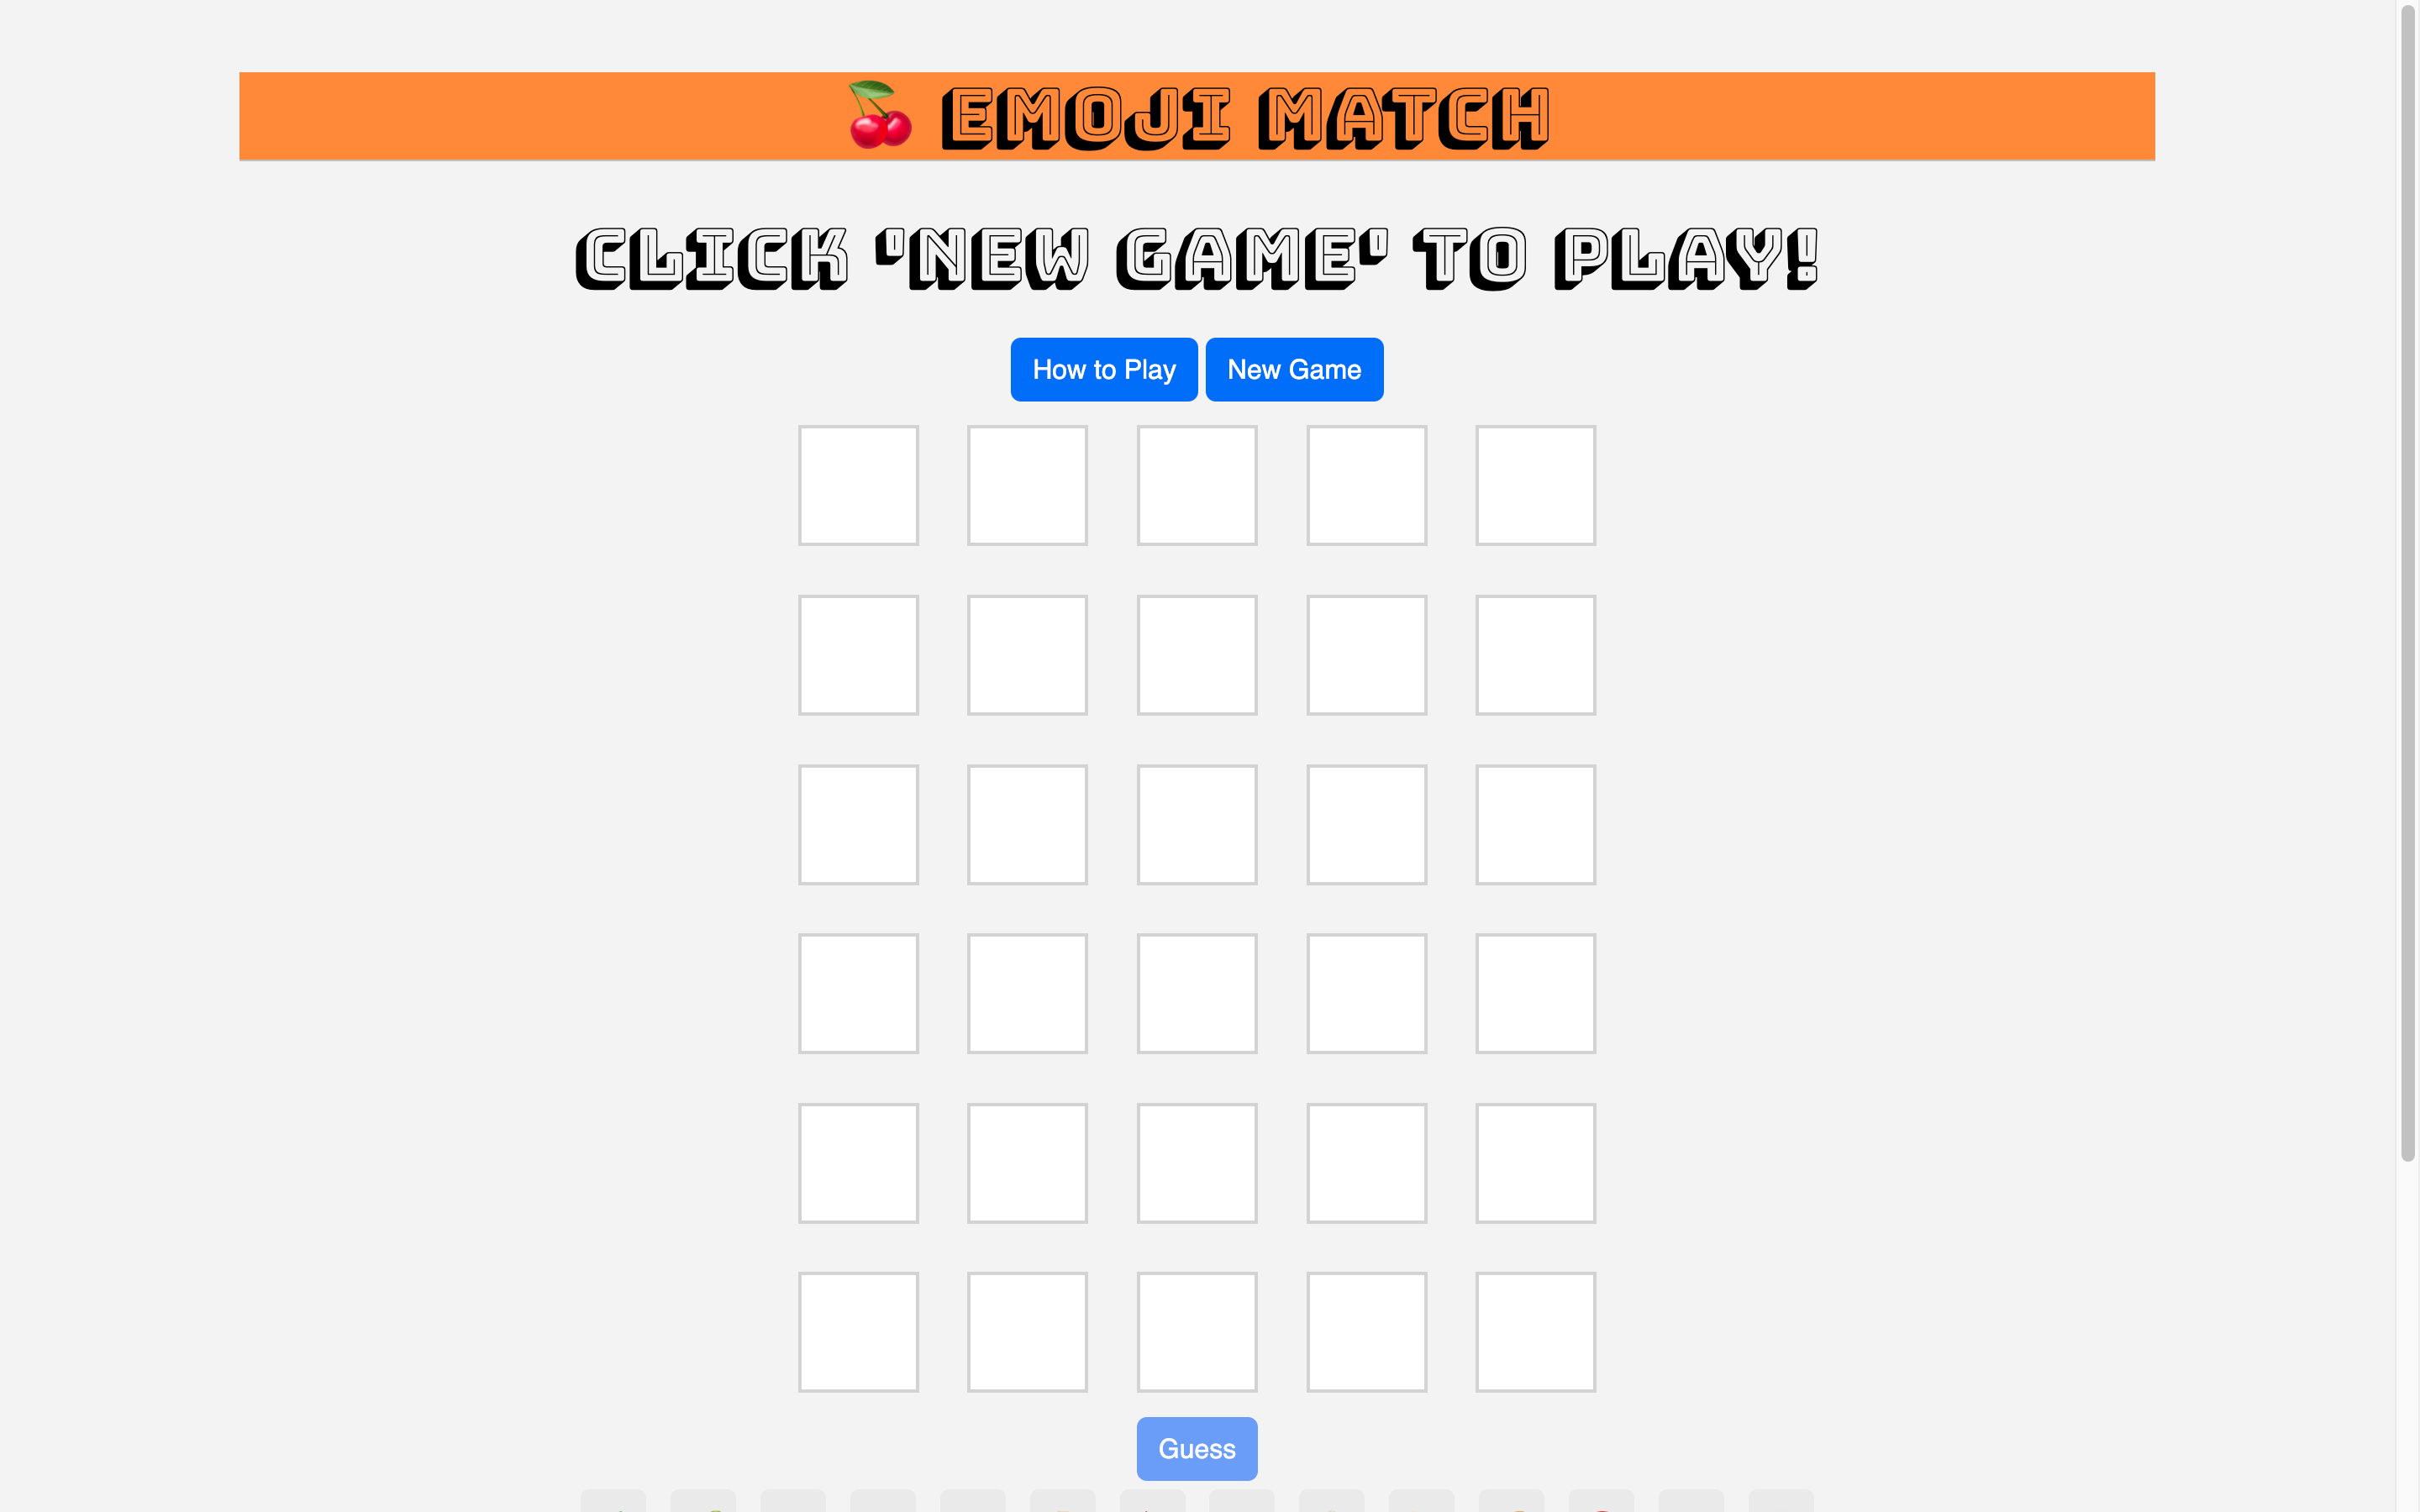 🍒 EMOJI MATCH
CLICK 'NEW GAME' TO PLAY!
How to Play
New Game
Guess